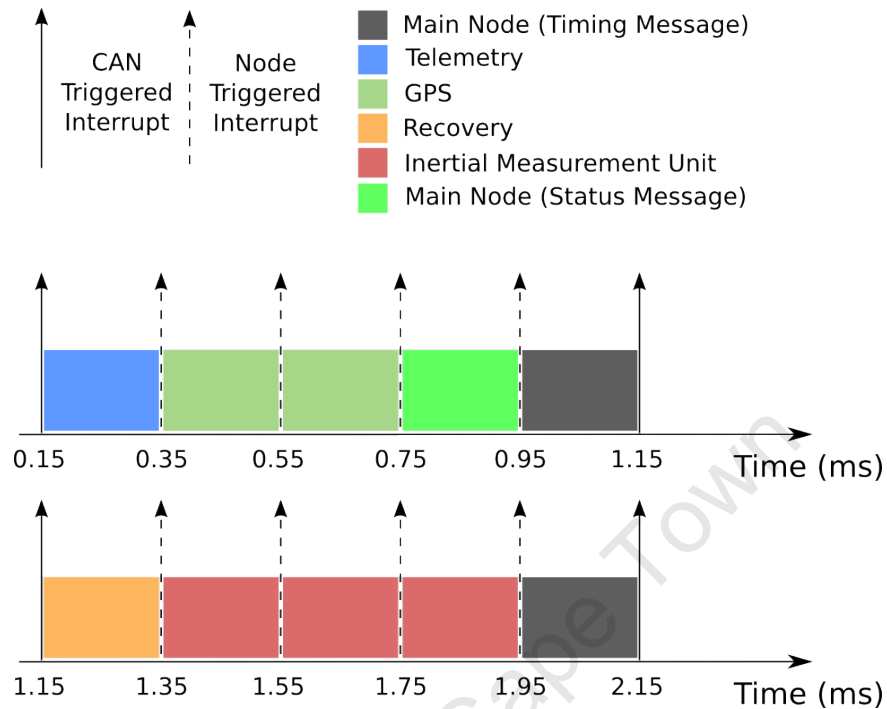 CAN
Triggered
Interrupt
Node
Triggered
Interrupt
Main Node (Timing Message)
Telemetry
GPS
Recovery
Inertial Measurement Unit
Main Node (Status Message)
0.15 0.35 0.55 0.75 0.95 1.15 Time (ms)
1.15 1.35 1.55 1.75 1.95 2.15 Time (ms)
Cape Town